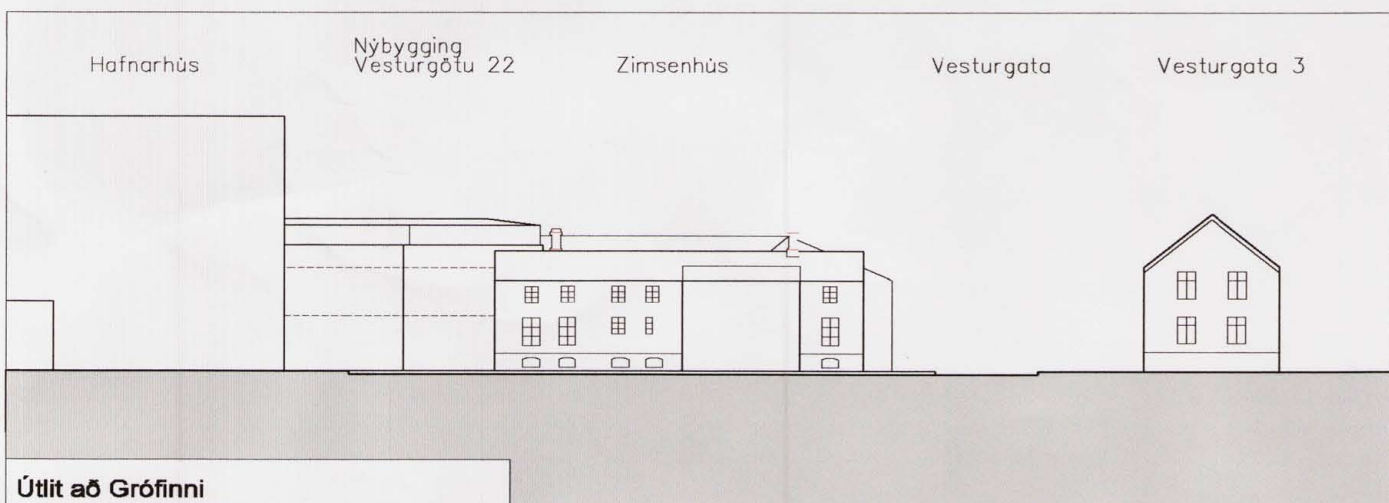 Hafnarhús
Nýbygging
Vesturgötu 22
Zimsenhús
Vesturgata
Vesturgata 3
Útlit að Grófinni